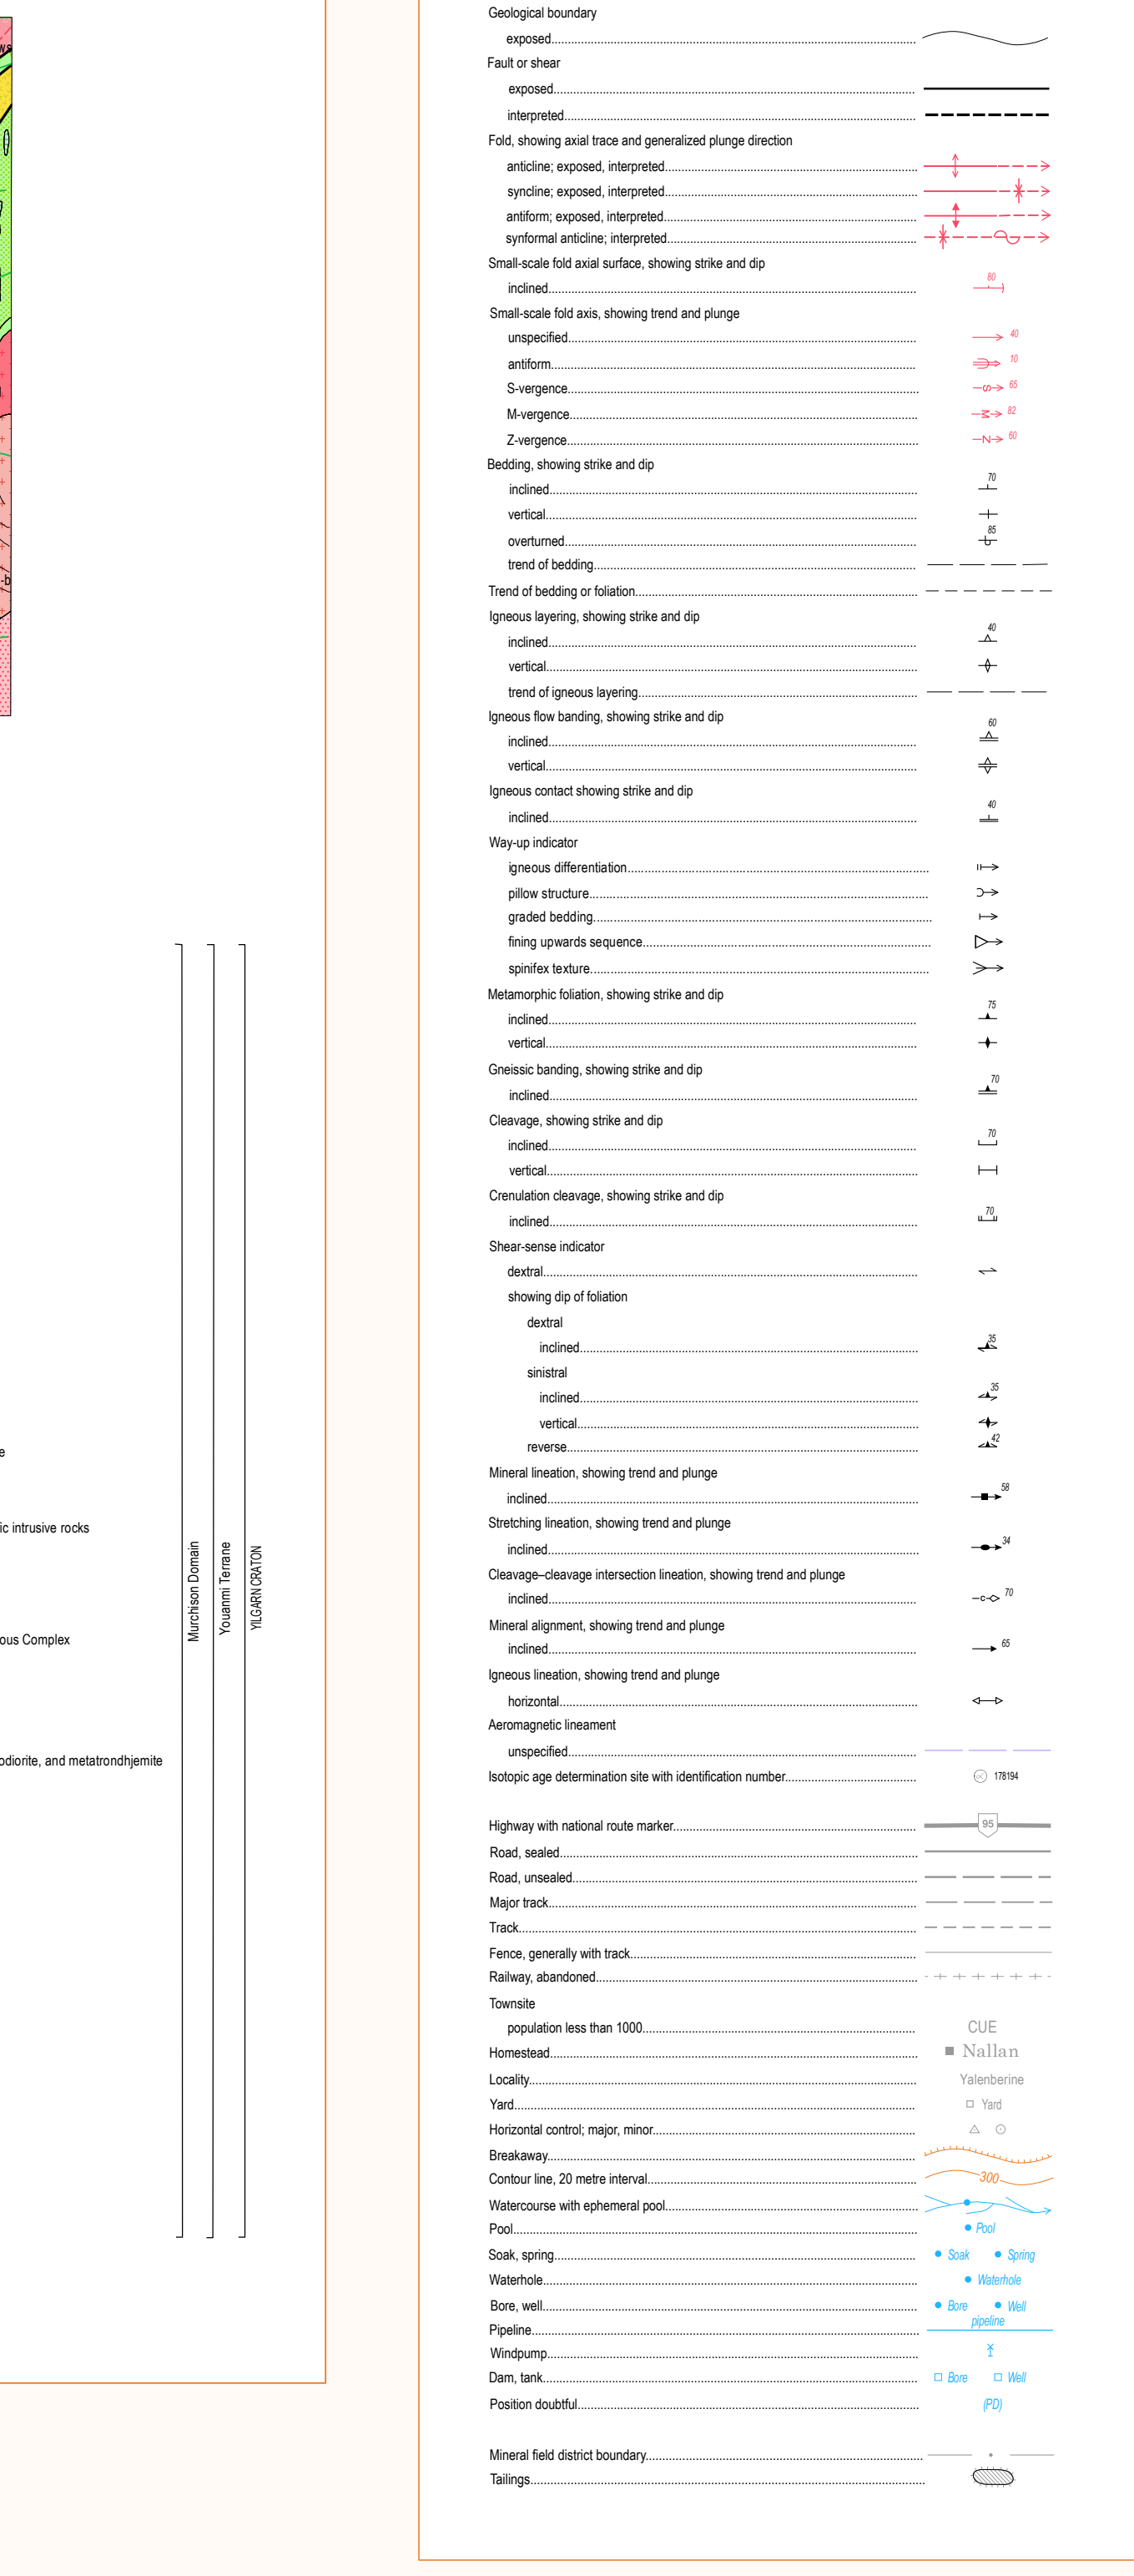 ws
-b
e
ic intrusive rocks
ous Complex
odiorite, and metatrondhjemite
Murchison Domain
Youanmi Terrane
YILGARN CRATON
Geological boundary
exposed
Fault or shear
exposed
interpreted
Fold, showing axial trace and generalized plunge direction
anticline; exposed, interpreted
syncline; exposed, interpreted
antiform; exposed, interpreted
synformal anticline; interpreted
Small-scale fold axial surface, showing strike and dip
inclined 80
Small-scale fold axis, showing trend and plunge
unspecified 40
antiform 10
S-vergence S 65
M-vergence M 82
Z-vergence Z 60
Bedding, showing strike and dip
inclined 70
vertical
overturned 85
trend of bedding
Trend of bedding or foliation
Igneous layering, showing strike and dip
inclined 40
vertical
trend of igneous layering
Igneous flow banding, showing strike and dip
inclined 60
vertical
Igneous contact showing strike and dip
inclined 40
Way-up indicator
igneous differentiation
pillow structure
graded bedding
fining upwards sequence
spinifex texture
Metamorphic foliation, showing strike and dip
inclined 75
vertical
Gneissic banding, showing strike and dip
inclined 70
Cleavage, showing strike and dip
inclined 70
vertical
Crenulation cleavage, showing strike and dip
inclined 70
Shear-sense indicator
dextral
showing dip of foliation
dextral
inclined 35
sinistral
inclined 35
vertical
reverse 42
Mineral lineation, showing trend and plunge
inclined 58
Stretching lineation, showing trend and plunge
inclined 34
Cleavage–cleavage intersection lineation, showing trend and plunge
inclined c 70
Mineral alignment, showing trend and plunge
inclined 65
Igneous lineation, showing trend and plunge
horizontal
Aeromagnetic lineament
unspecified
Isotopic age determination site with identification number 178194
Highway with national route marker 95
Road, sealed
Road, unsealed
Major track
Track
Fence, generally with track
Railway, abandoned
Townsite
population less than 1000 CUE
Homestead Nallan
Locality Yalenberine
Yard Yard
Horizontal control; major, minor
Breakaway
Contour line, 20 metre interval 300
Watercourse with ephemeral pool
Pool Pool
Soak, spring Soak Spring
Waterhole Waterhole
Bore, well Bore Well
Pipeline pipeline
Windpump
Dam, tank Bore Well
Position doubtful (PD)
Mineral field district boundary
Tailings